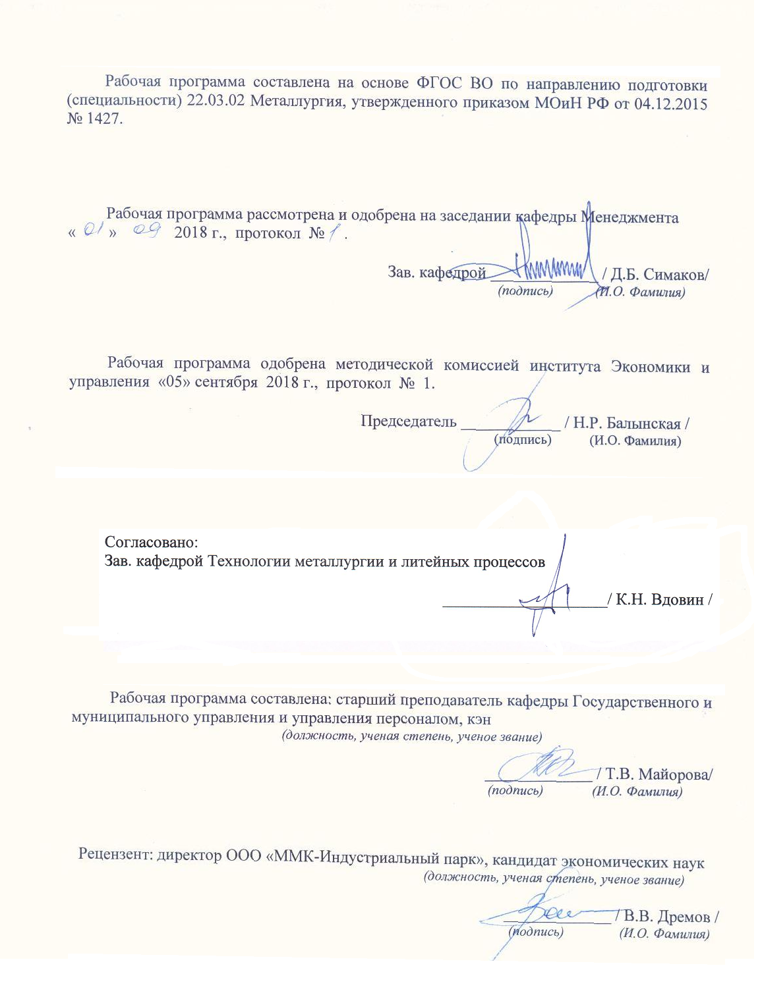 Рабочая программа составлена на основе ФГОС ВО по направлению подготовки
(специальности) 22.03.02 Металлургия, утвержденного приказом МОиН РФ от 04.12.2015
№ 1427.
Рабочая программа рассмотрена и одобрена на заседании кафедры Менеджмента
« 01 » 09 2018 г., протокол № 1 .
Зав. кафедрой _____________ / Д.Б. Симаков/
(подпись) (И.О. Фамилия)
Рабочая программа одобрена методической комиссией института Экономики и
управления «05» сентября 2018 г., протокол № 1.
Председатель ____________ / Н.Р. Балынская /
(подпись) (И.О. Фамилия)
Согласовано:
Зав. кафедрой Технологии металлургии и литейных процессов
____________________/ К.Н. Вдовин /
Рабочая программа составлена: старший преподаватель кафедры Государственного и
муниципального управления и управления персоналом, кэн
(должность, ученая степень, ученое звание)
_____________ / Т.В. Майорова/
(подпись) (И.О. Фамилия)
Рецензент: директор ООО «ММК-Индустриальный парк», кандидат экономических наук
(должность, ученая степень, ученое звание)
_____________ / В.В. Дремов /
(подпись) (И.О. Фамилия)